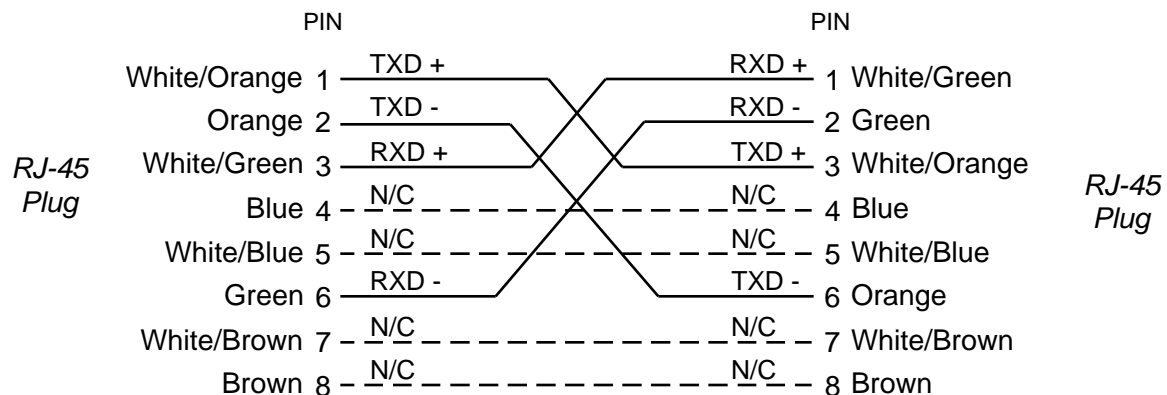 PIN PIN
White/Orange 1 TXD + RXD + 1 White/Green
Orange 2 TXD - RXD - 2 Green
White/Green 3 RXD + TXD + 3 White/Orange
RJ-45 Plug RJ-45 Plug
Blue 4 N/C N/C 4 Blue
White/Blue 5 N/C N/C 5 White/Blue
Green 6 RXD - TXD - 6 Orange
White/Brown 7 N/C N/C 7 White/Brown
Brown 8 N/C N/C 8 Brown